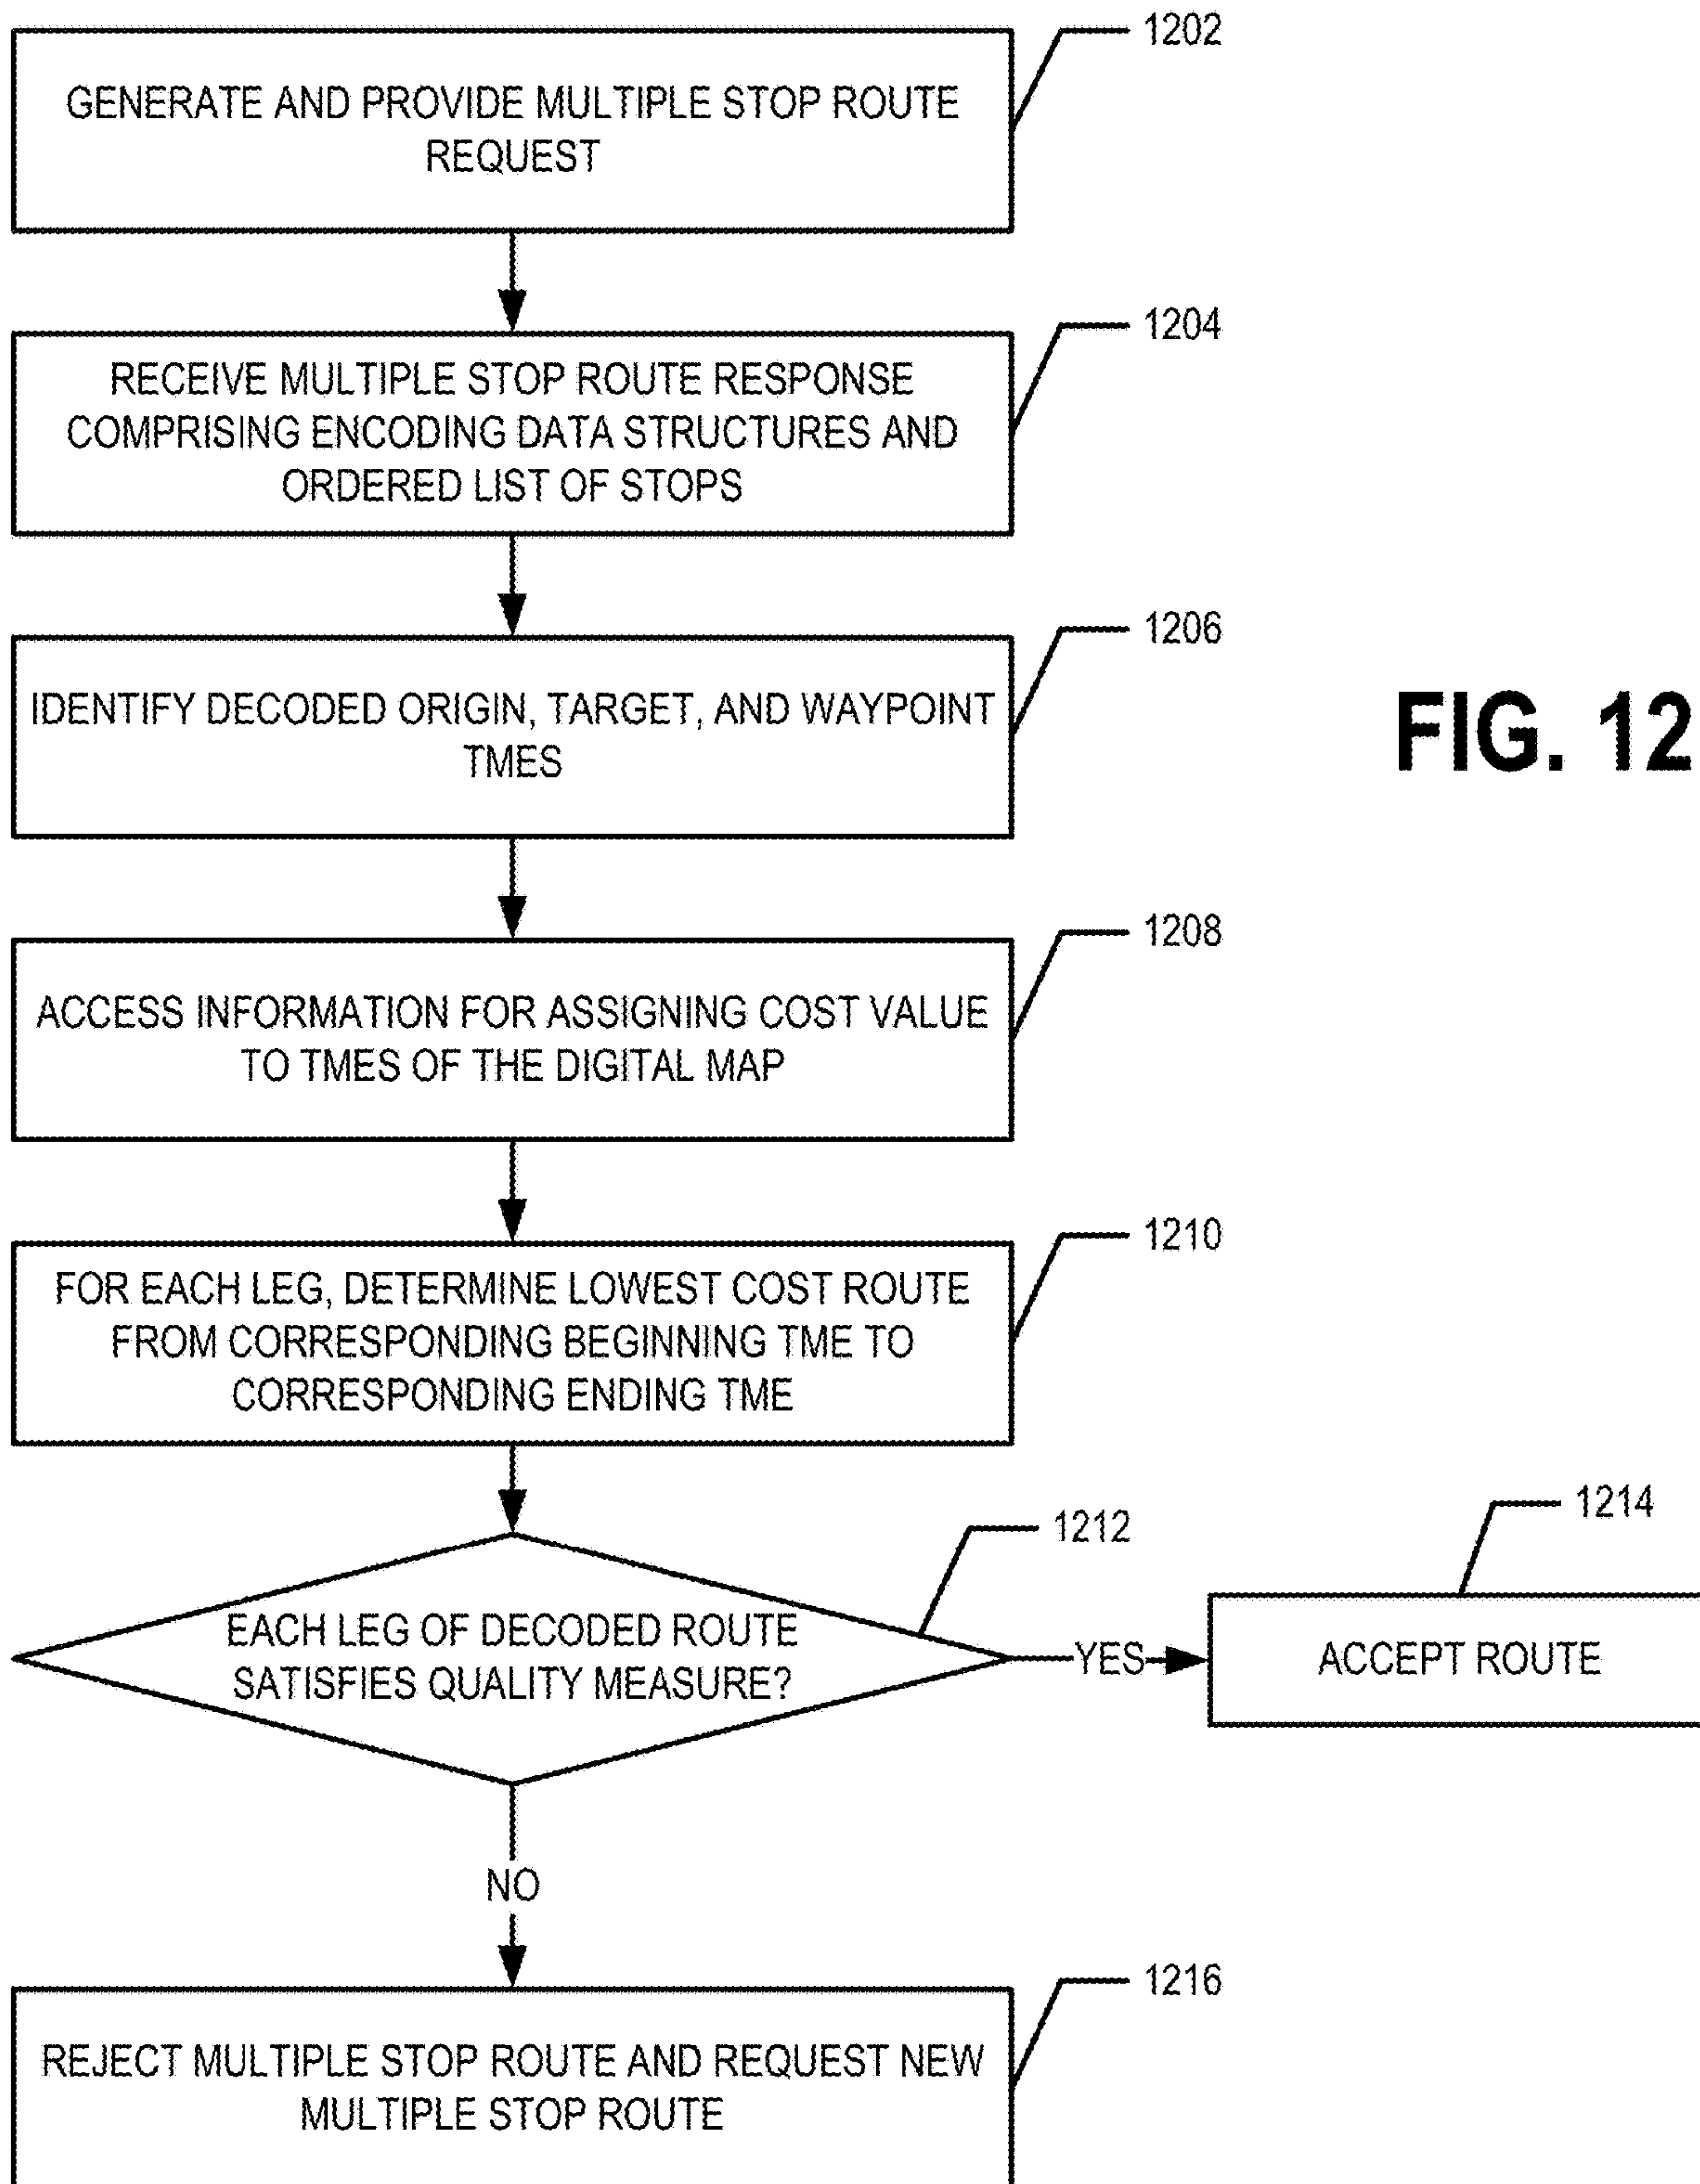 1202
GENERATE AND PROVIDE MULTIPLE STOP ROUTE
REQUEST
1204
RECEIVE MULTIPLE STOP ROUTE RESPONSE
COMPRISING ENCODING DATA STRUCTURES AND
ORDERED LIST OF STOPS
1206
IDENTIFY DECODED ORIGIN, TARGET, AND WAYPOINT
TMES
FIG. 12
1208
ACCESS INFORMATION FOR ASSIGNING COST VALUE
TO TMES OF THE DIGITAL MAP
1210
FOR EACH LEG, DETERMINE LOWEST COST ROUTE
FROM CORRESPONDING BEGINNING TME TO
CORRESPONDING ENDING TME
1212
EACH LEG OF DECODED ROUTE
SATISFIES QUALITY MEASURE?
YES
1214
ACCEPT ROUTE
NO
1216
REJECT MULTIPLE STOP ROUTE AND REQUEST NEW
MULTIPLE STOP ROUTE